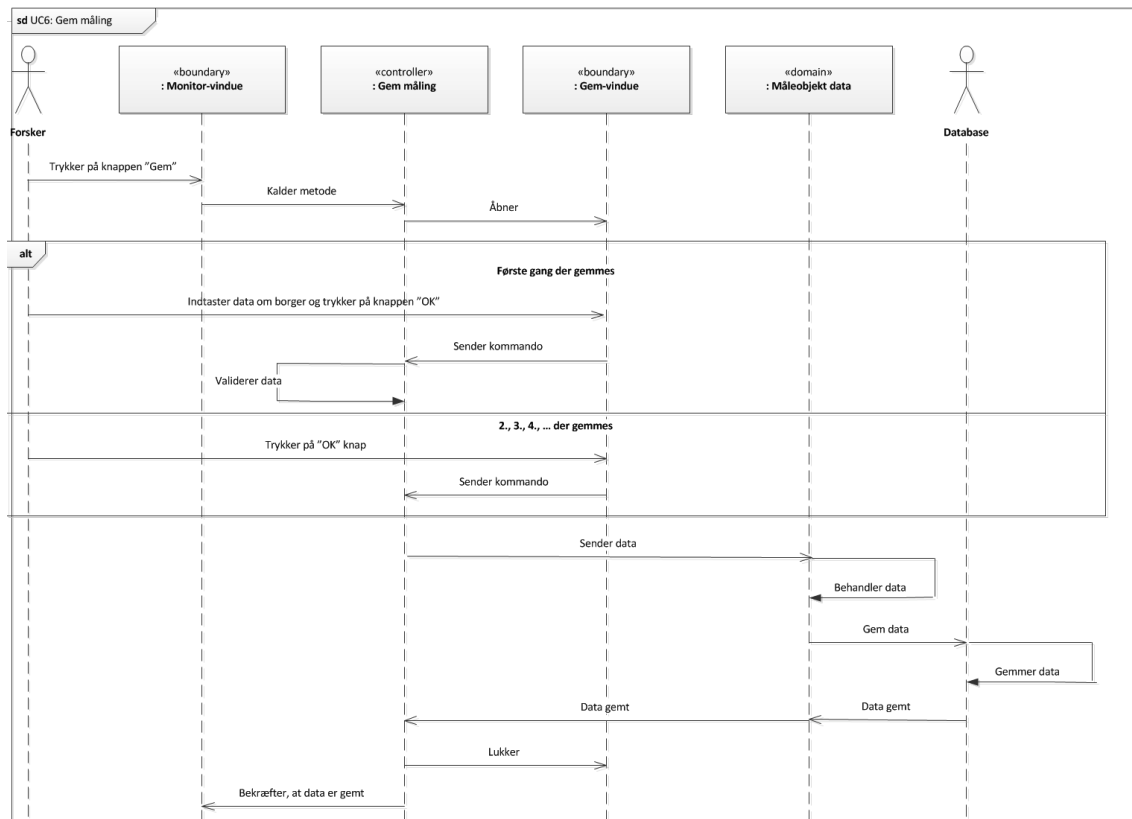 sd UC6: Gem måling
«boundary»
: Monitor-vindue
«controller»
: Gem måling
«boundary»
: Gem-vindue
«domain»
: Måleobjekt data
Forsker
Database
Trykker på knappen ”Gem”
Kalder metode
Åbner
alt
Første gang der gemmes
Indtaster data om borger og trykker på knappen ”OK”
Sender kommando
Validerer data
2., 3., 4., ... der gemmes
Trykker på ”OK” knap
Sender kommando
Sender data
Behandler data
Gem data
Gemmer data
Data gemt
Data gemt
Lukker
Bekræfter, at data er gemt